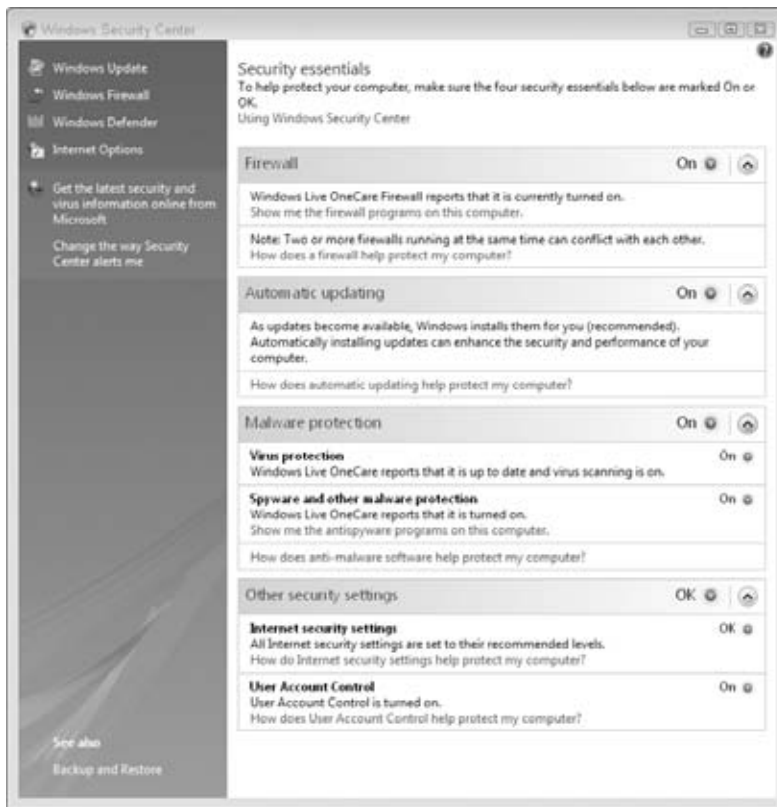 Windows Security Center
Windows Update
Windows Firewall
Windows Defender
Internet Options
Get the latest security and
virus information online from
Microsoft
Change the way Security
Center alerts me
See also
Backup and Restore
Security essentials
To help protect your computer, make sure the four security essentials below are marked On or
OK.
Using Windows Security Center
Firewall On
Windows Live OneCare Firewall reports that it is currently turned on.
Show me the firewall programs on this computer.
Note: Two or more firewalls running at the same time can conflict with each other.
How does a firewall help protect my computer?
Automatic updating On
As updates become available, Windows installs them for you (recommended).
Automatically installing updates can enhance the security and performance of your
computer.
How does automatic updating help protect my computer?
Malware protection On
Virus protection On
Windows Live OneCare reports that it is up to date and virus scanning is on.
Spyware and other malware protection On
Windows Live OneCare reports that it is turned on.
Show me the antispyware programs on this computer.
How does anti-malware software help protect my computer?
Other security settings OK
Internet security settings OK
All Internet security settings are set to their recommended levels.
How do Internet security settings help protect my computer?
User Account Control On
User Account Control is turned on.
How does User Account Control help protect my computer?